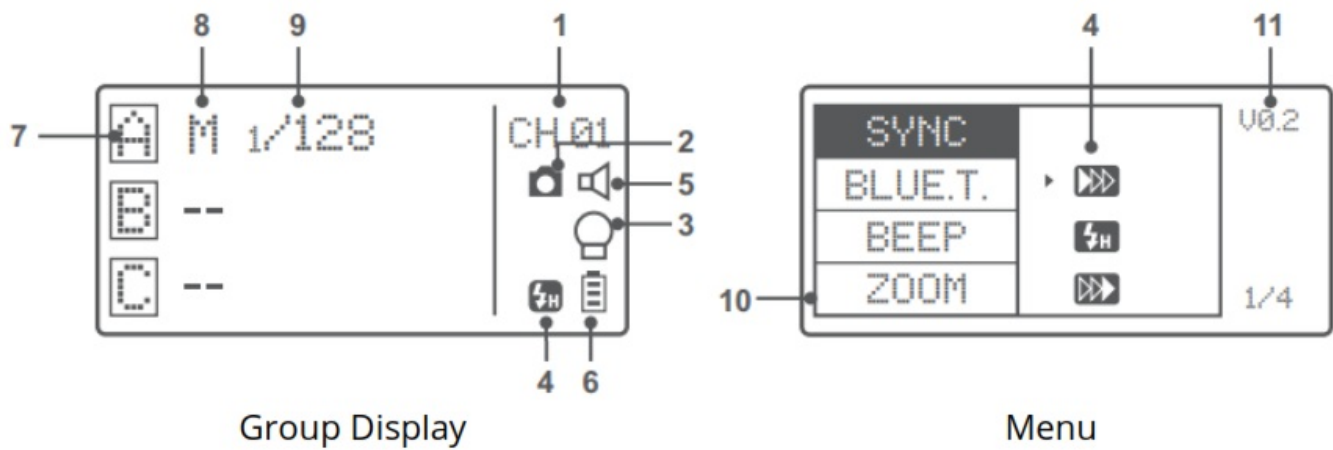 8 9 1 4 11
7 A M 1/128 CH 01 SYNC V0.2
2
B -- 5 BLUE.T.
3 BEEP H
C -- H 10 ZOOM 1/4
4 6
Group Display Menu